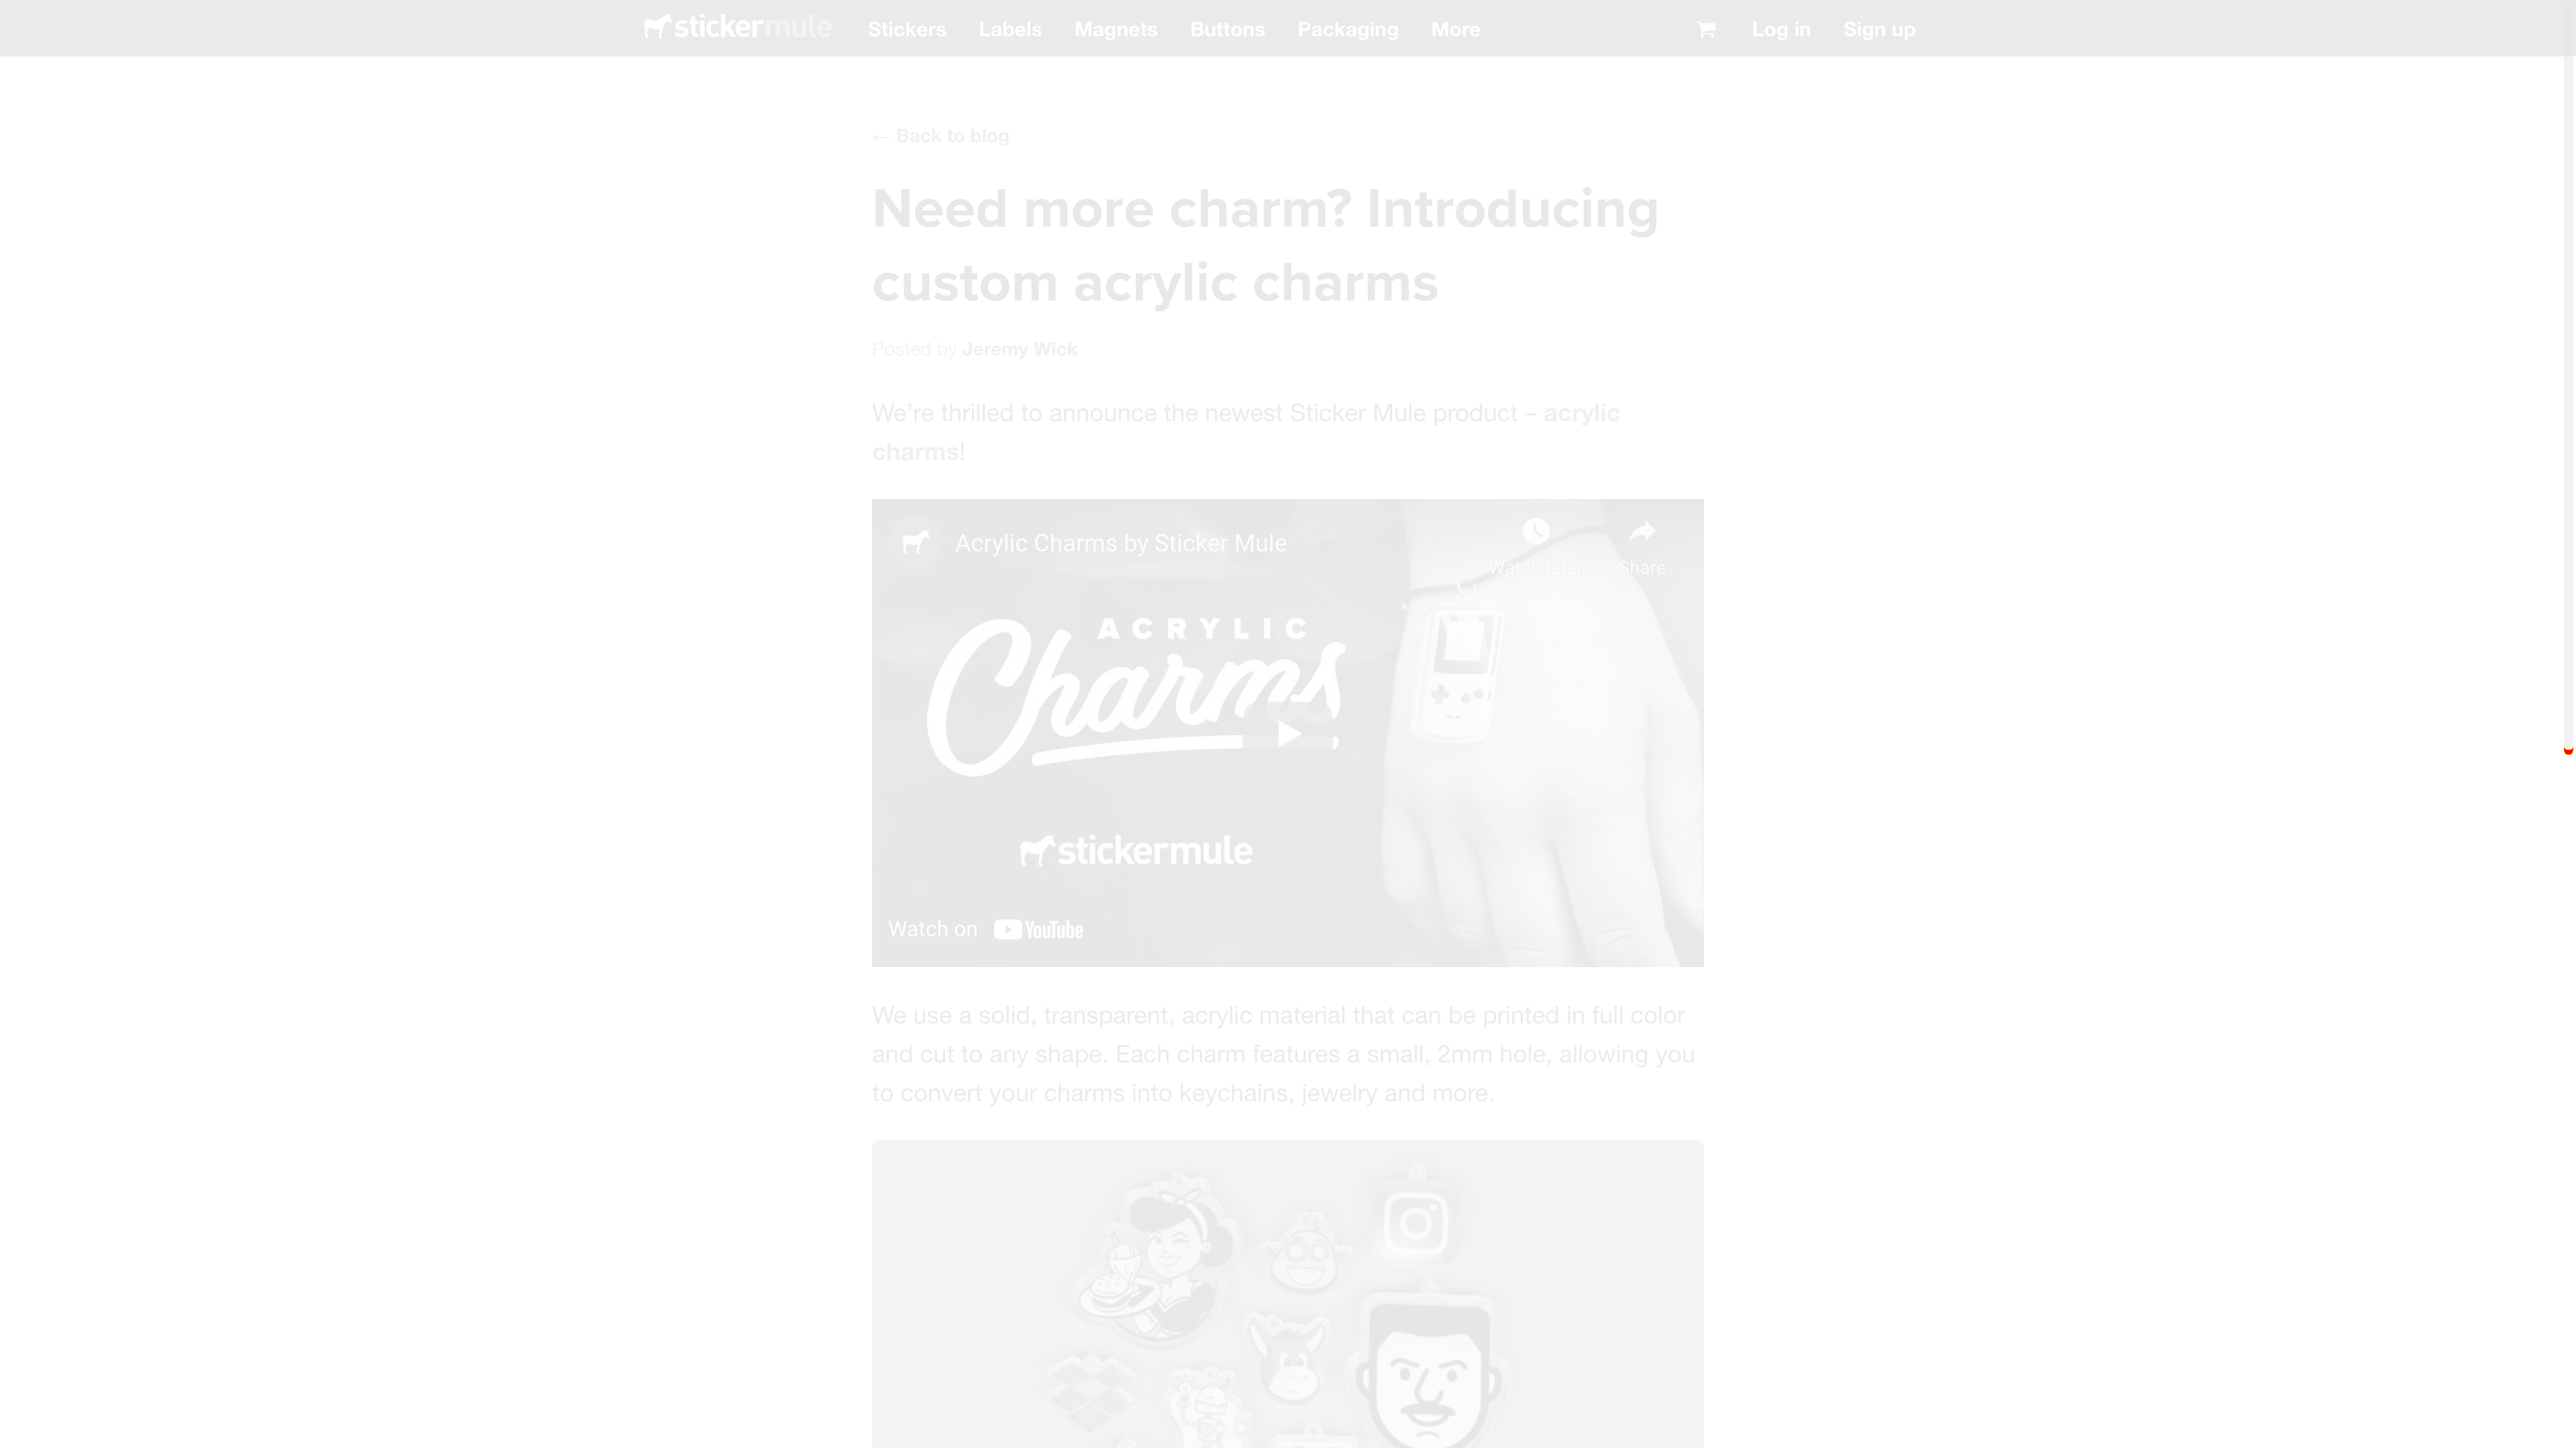 stickermule Stickers Labels Magnets Buttons Packaging More Log in Sign up
← Back to blog
Need more charm? Introducing
custom acrylic charms
Posted by Jeremy Wick
We’re thrilled to announce the newest Sticker Mule product – acrylic
charms!
Acrylic Charms by Sticker Mule
Watch later Share
ACRYLIC
Charms
stickermule
Watch on YouTube
We use a solid, transparent, acrylic material that can be printed in full color
and cut to any shape. Each charm features a small, 2mm hole, allowing you
to convert your charms into keychains, jewelry and more.